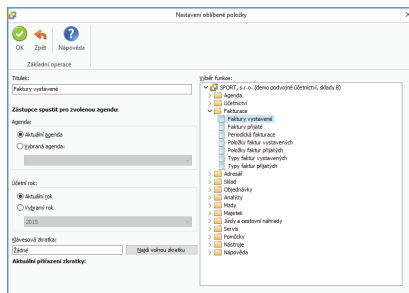 Nastavení oblíbené položky
OK
Zpět
Nápověda
Základní operace
Titulek:
Faktury vystavené
Zástupce spustit pro zvolenou agendu:
Agenda:
Aktuální agenda
Vybraná agenda:
Účetní rok:
Aktuální rok
Vybraný rok
2015
Klávesová zkratka:
Žádné
Najdi volnou zkratku
Aktuální přiřazení zkratky:
Výběr funkce:
SPORT, s.r.o. (demo podvojné účetnictví, sklady B)
Agenda
Účetnictví
Fakturace
Faktury vystavené
Faktury přijaté
Periodická fakturace
Položky faktur vystavených
Položky faktur přijatých
Typy faktur vystavených
Typy faktur přijatých
Adresář
Sklad
Objednávky
Analýzy
Mzdy
Majetek
Jízdy a cestovní náhrady
Servis
Pomůcky
Nástroje
Nápověda